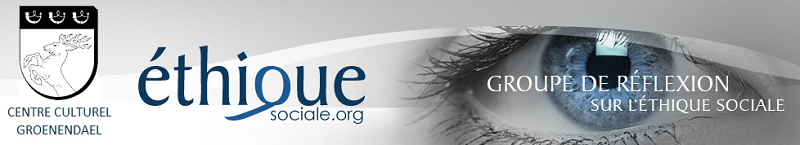 CENTRE CULTUREL
GROENENDAEL
éthique
sociale.org
GROUPE DE RÉFLEXION
SUR L'ÉTHIQUE SOCIALE